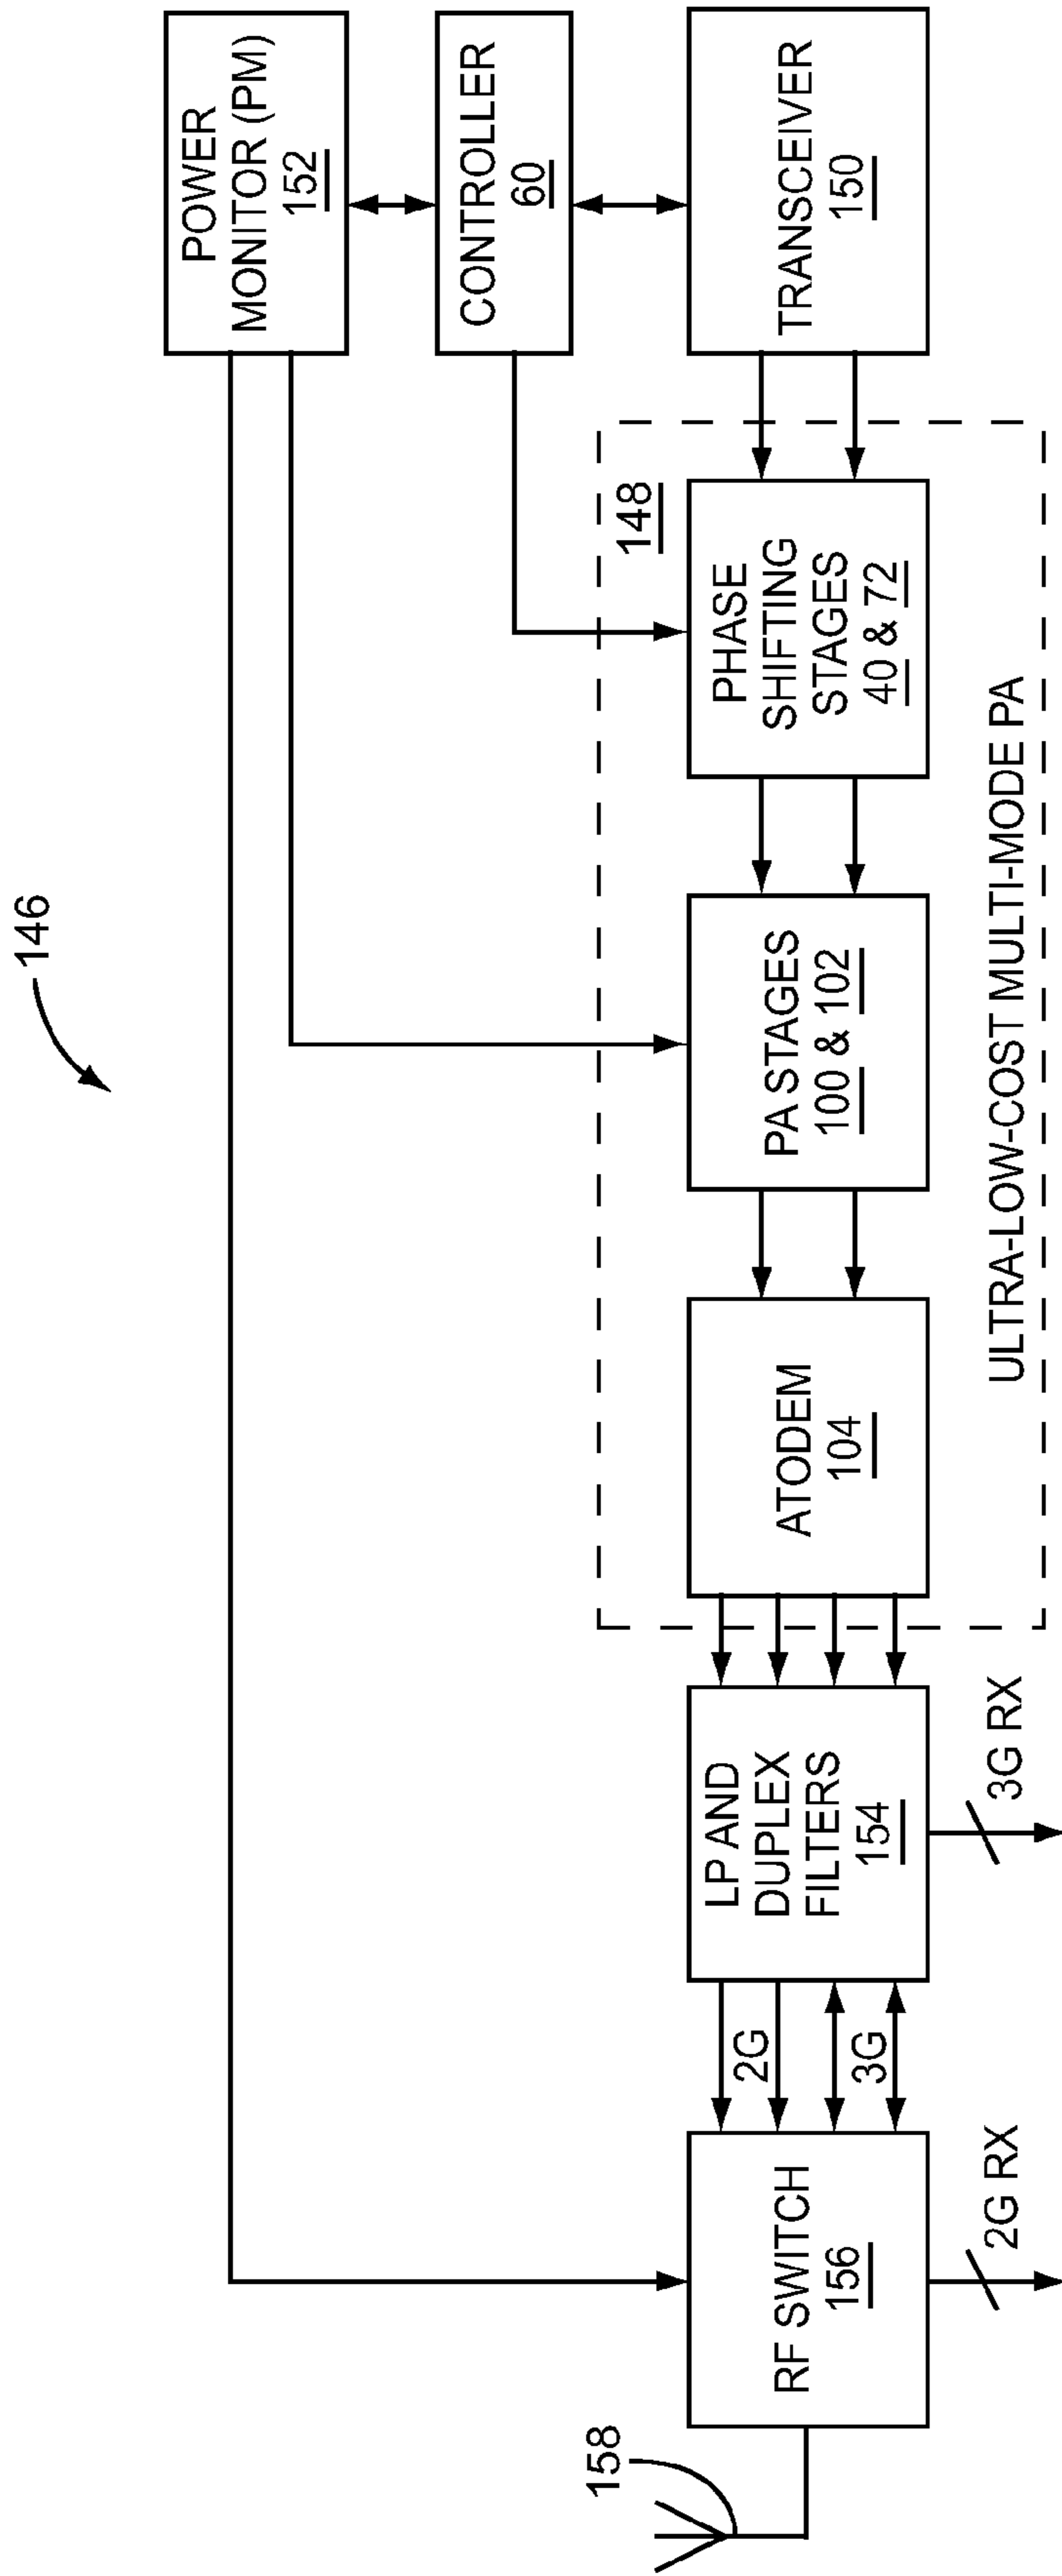 146
POWER
MONITOR (PM)
152
CONTROLLER
60
TRANSCEIVER
150
148
PHASE
SHIFTING
STAGES
40 & 72
PA STAGES
100 & 102
ATODEM
104
ULTRA-LOW-COST MULTI-MODE PA
LP AND
DUPLEX
FILTERS
154
3G RX
2G
3G
RF SWITCH
156
2G RX
158